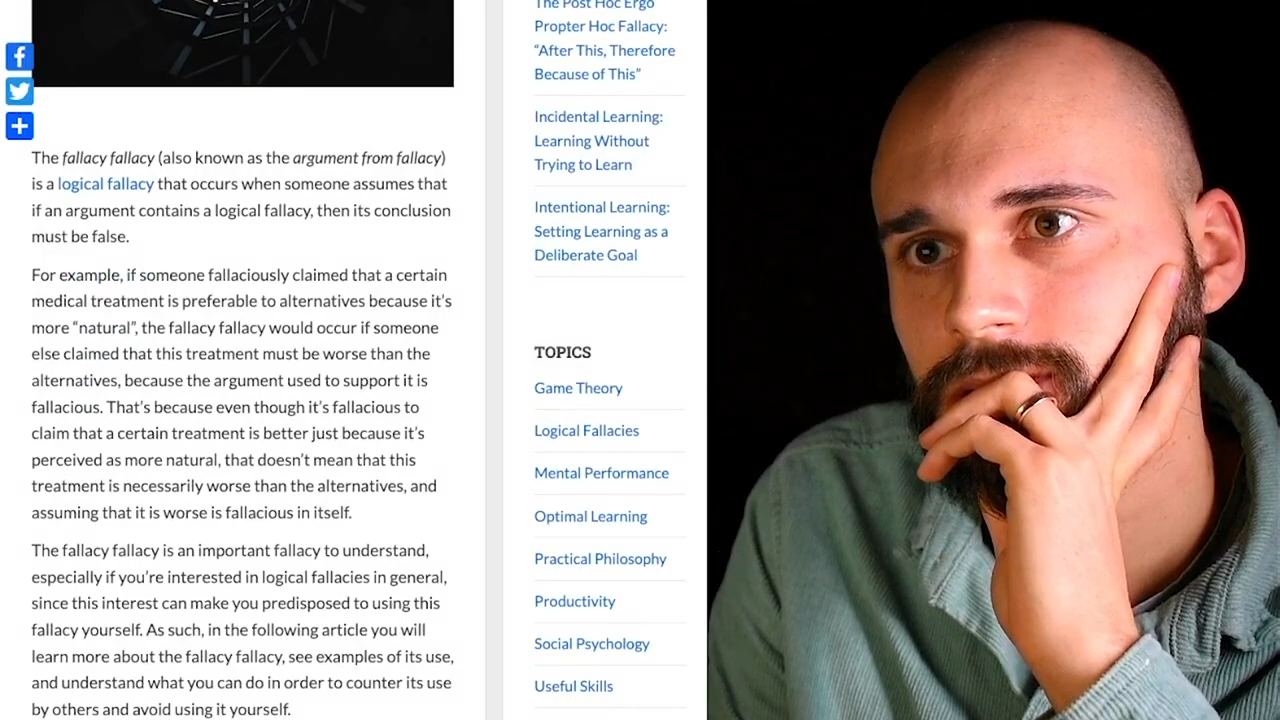 The fallacy fallacy (also known as the argument from fallacy)
is a logical fallacy that occurs when someone assumes that
if an argument contains a logical fallacy, then its conclusion
must be false.
For example, if someone fallaciously claimed that a certain
medical treatment is preferable to alternatives because it’s
more “natural”, the fallacy fallacy would occur if someone
else claimed that this treatment must be worse than the
alternatives, because the argument used to support it is
fallacious. That’s because even though it’s fallacious to
claim that a certain treatment is better just because it’s
perceived as more natural, that doesn’t mean that this
treatment is necessarily worse than the alternatives, and
assuming that it is worse is fallacious in itself.
The fallacy fallacy is an important fallacy to understand,
especially if you’re interested in logical fallacies in general,
since this interest can make you predisposed to using this
fallacy yourself. As such, in the following article you will
learn more about the fallacy fallacy, see examples of its use,
and understand what you can do in order to counter its use
by others and avoid using it yourself.
The Post Hoc Ergo
Propter Hoc Fallacy:
“After This, Therefore
Because of This”
Incidental Learning:
Learning Without
Trying to Learn
Intentional Learning:
Setting Learning as a
Deliberate Goal
TOPICS
Game Theory
Logical Fallacies
Mental Performance
Optimal Learning
Practical Philosophy
Productivity
Social Psychology
Useful Skills